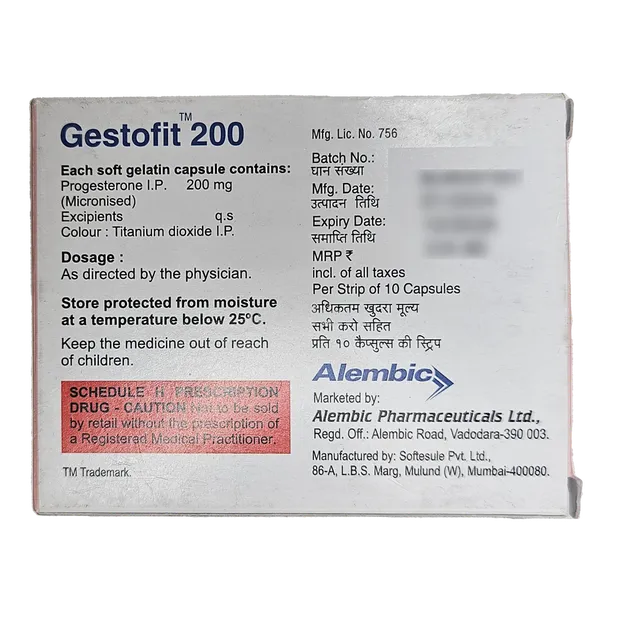 Gestofit™ 200
Each soft gelatin capsule contains:
Progesterone I.P. 200 mg
(Micronised)
Excipients q.s
Colour : Titanium dioxide I.P.
Dosage :
As directed by the physician.
Store protected from moisture
at a temperature below 25ºC.
Keep the medicine out of reach
of children.
SCHEDULE H PRESCRIPTION
DRUG - CAUTION Not to be sold
by retail without the prescription of
a Registered Medical Practitioner.
TM Trademark.
Mfg. Lic. No. 756
Batch No.:
घान संख्या
Mfg. Date:
उत्पादन तिथि
Expiry Date:
समाप्ति तिथि
MRP ₹
incl. of all taxes
Per Strip of 10 Capsules
अधिकतम खुदरा मूल्य
सभी करो सहित
प्रति १० कैप्सुल्स की स्ट्रिप
Alembic
Marketed by:
Alembic Pharmaceuticals Ltd.,
Regd. Off.: Alembic Road, Vadodara-390 003.
Manufactured by: Softesule Pvt. Ltd.,
86-A, L.B.S. Marg, Mulund (W), Mumbai-400080.